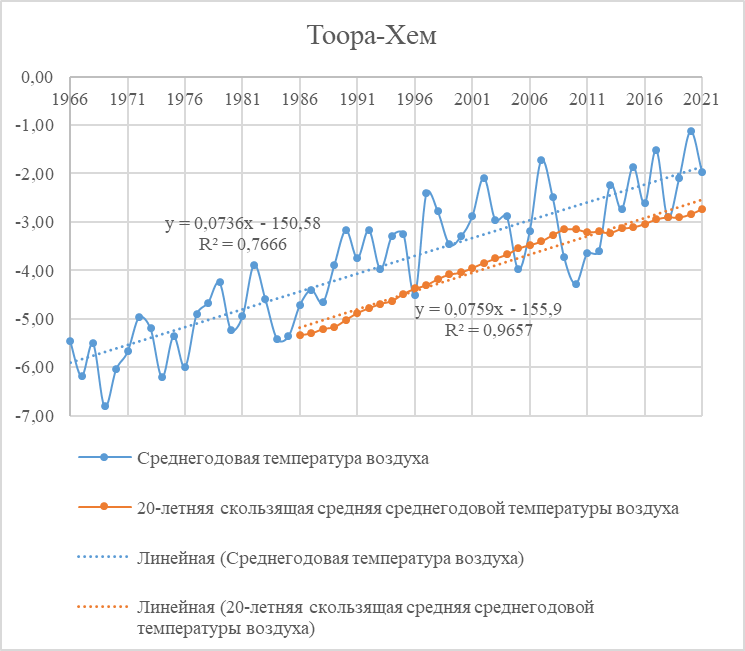 Тоора-Хем
0,00
1966 1971 1976 1981 1986 1991 1996 2001 2006 2011 2016 2021
-1,00
-2,00
-3,00
y = 0,0736x - 150,58
R² = 0,7666
-4,00
y = 0,0759x - 155,9
-5,00
R² = 0,9657
-6,00
-7,00
Среднегодовая температура воздуха
20-летняя скользящая средняя среднегодовой температуры воздуха
Линейная (Среднегодовая температура воздуха)
Линейная (20-летняя скользящая средняя среднегодовой
температуры воздуха)